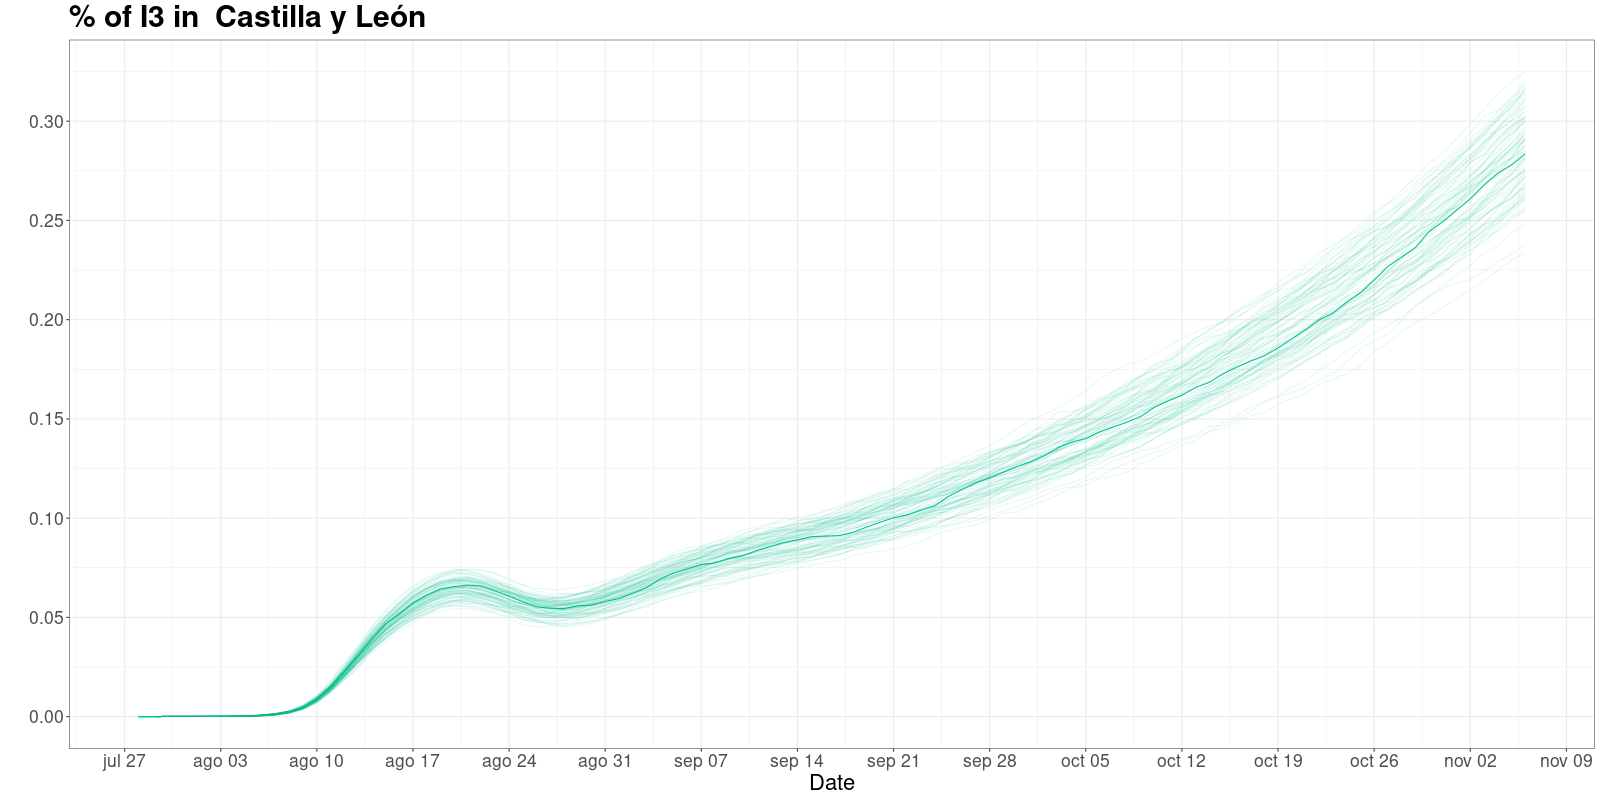 % of I3 in  Castilla y León
0.30
0.25
0.20
0.15
0.10
0.05
0.00
jul 27 ago 03 ago 10 ago 17 ago 24 ago 31 sep 07 sep 14 sep 21 sep 28 oct 05 oct 12 oct 19 oct 26 nov 02 nov 09
Date